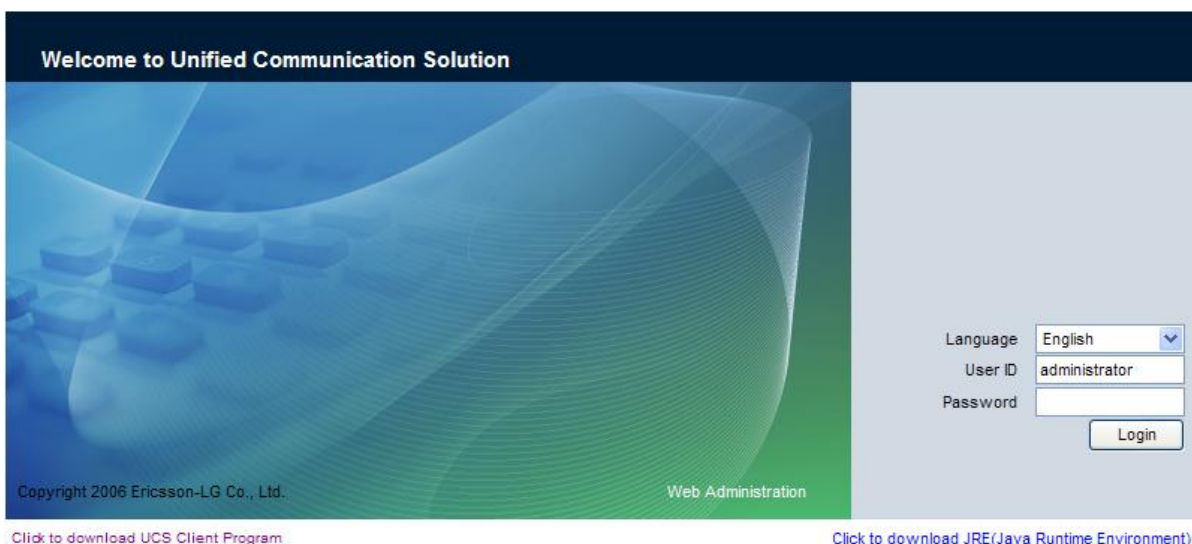 Welcome to Unified Communication Solution
Language English
User ID administrator
Password
Login
Copyright 2006 Ericsson-LG Co., Ltd.
Web Administration
Click to download UCS Client Program
Click to download JRE(Java Runtime Environment)